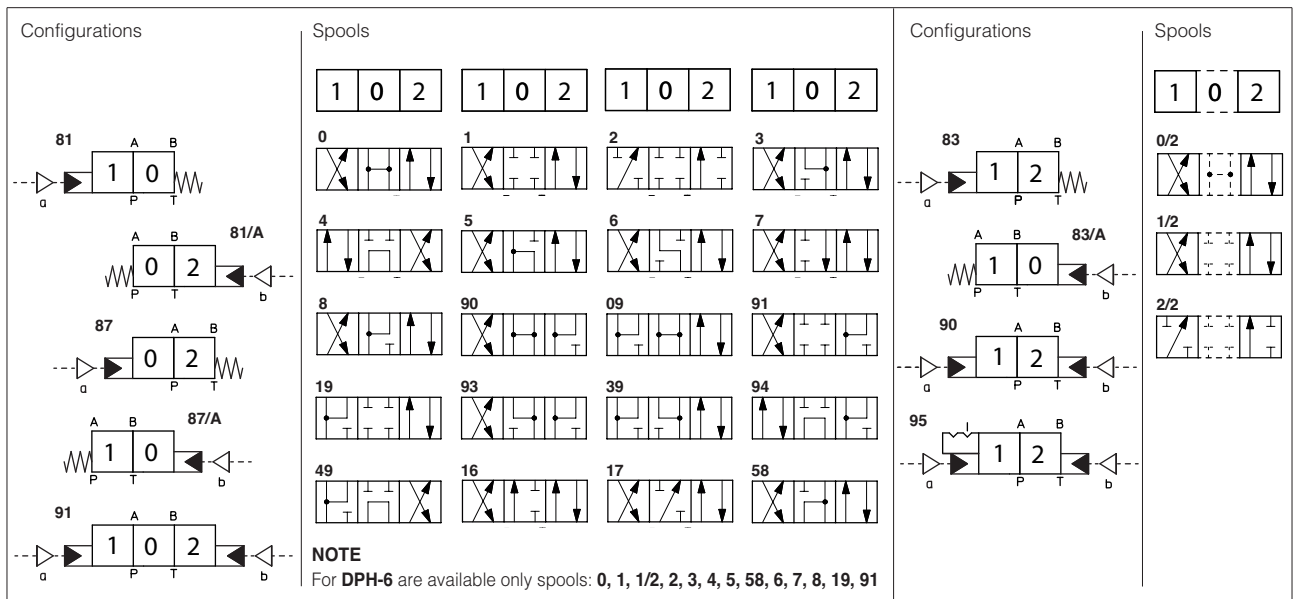 Configurations
Spools
Configurations
Spools
1 0 2
1 0 2
1 0 2
1 0 2
1 0 2
81
A B
1 0
a
P T
81/A
A B
0 2
P T
b
87
A B
0 2
a
P T
87/A
A B
1 0
P T
b
91
A B
1 0 2
a
P T
b
0 1 2 3
4 5 6 7
8 90 09 91
19 93 39 94
49 16 17 58
NOTE
For DPH-6 are available only spools: 0, 1, 1/2, 2, 3, 4, 5, 58, 6, 7, 8, 19, 91
83
A B
1 2
a
P T
83/A
A B
1 0
P T
b
90
A B
1 2
a
P T
b
95
A B
1 2
a
P T
b
0/2
1/2
2/2